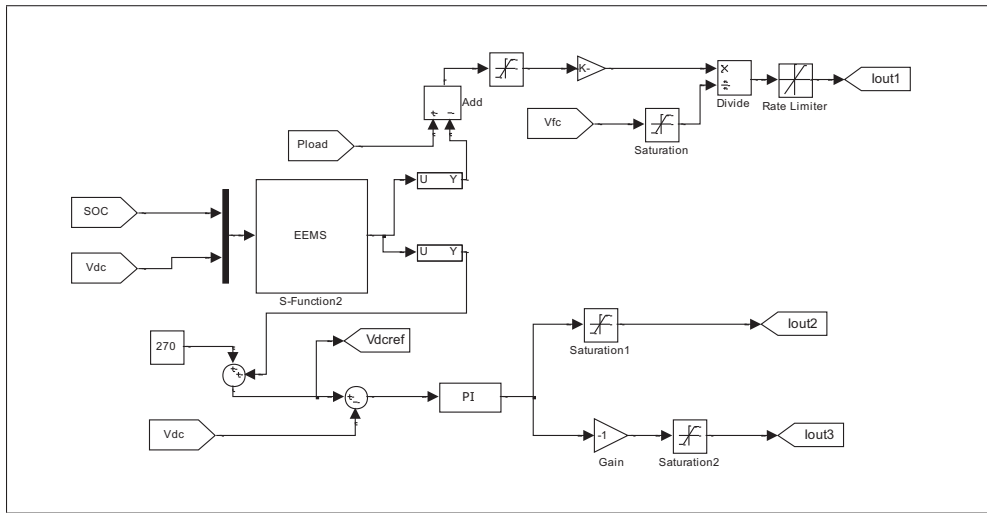 K-
×
÷
Iout1
Add
Divide
Rate Limiter
Vfc
+
−
Pload
Saturation
U Y
SOC
EEMS
Vdc
U Y
S-Function2
270
Vdcref
Iout2
+
+
Saturation1
+
−
PI
Vdc
-1
Iout3
Gain
Saturation2